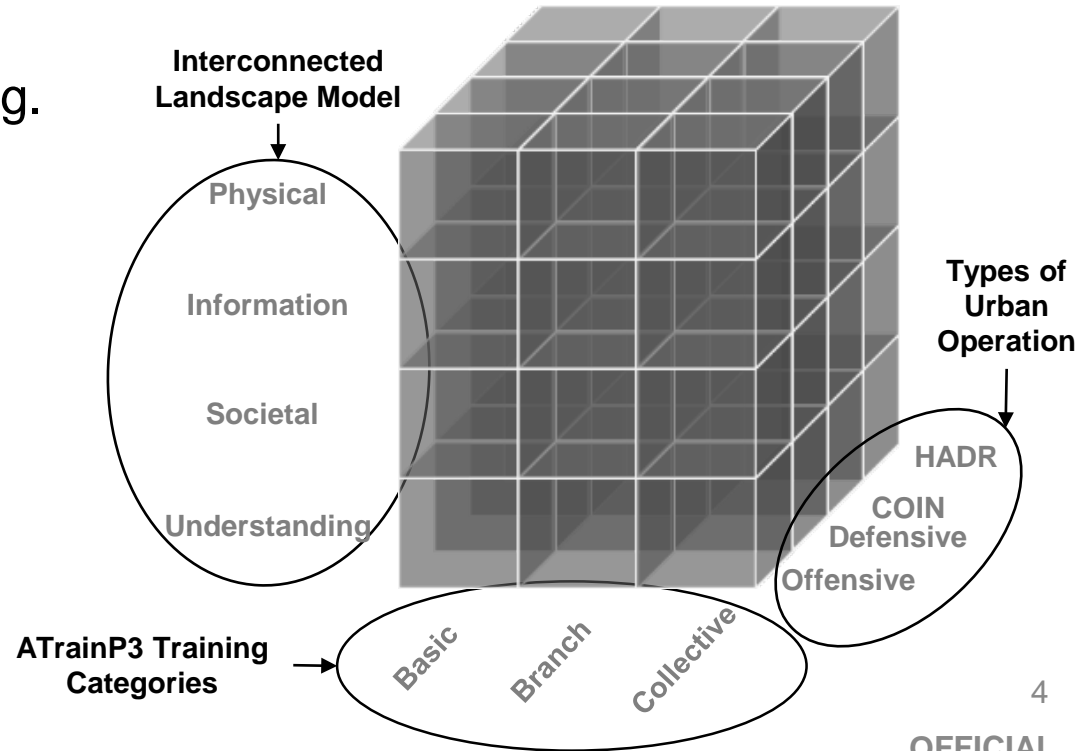 g.
Interconnected
Landscape Model
Physical
Information
Societal
Understanding
Types of
Urban
Operation
HADR
COIN
Defensive
Offensive
ATrainP3 Training
Categories
Basic
Branch
Collective
4
OFFICIAL